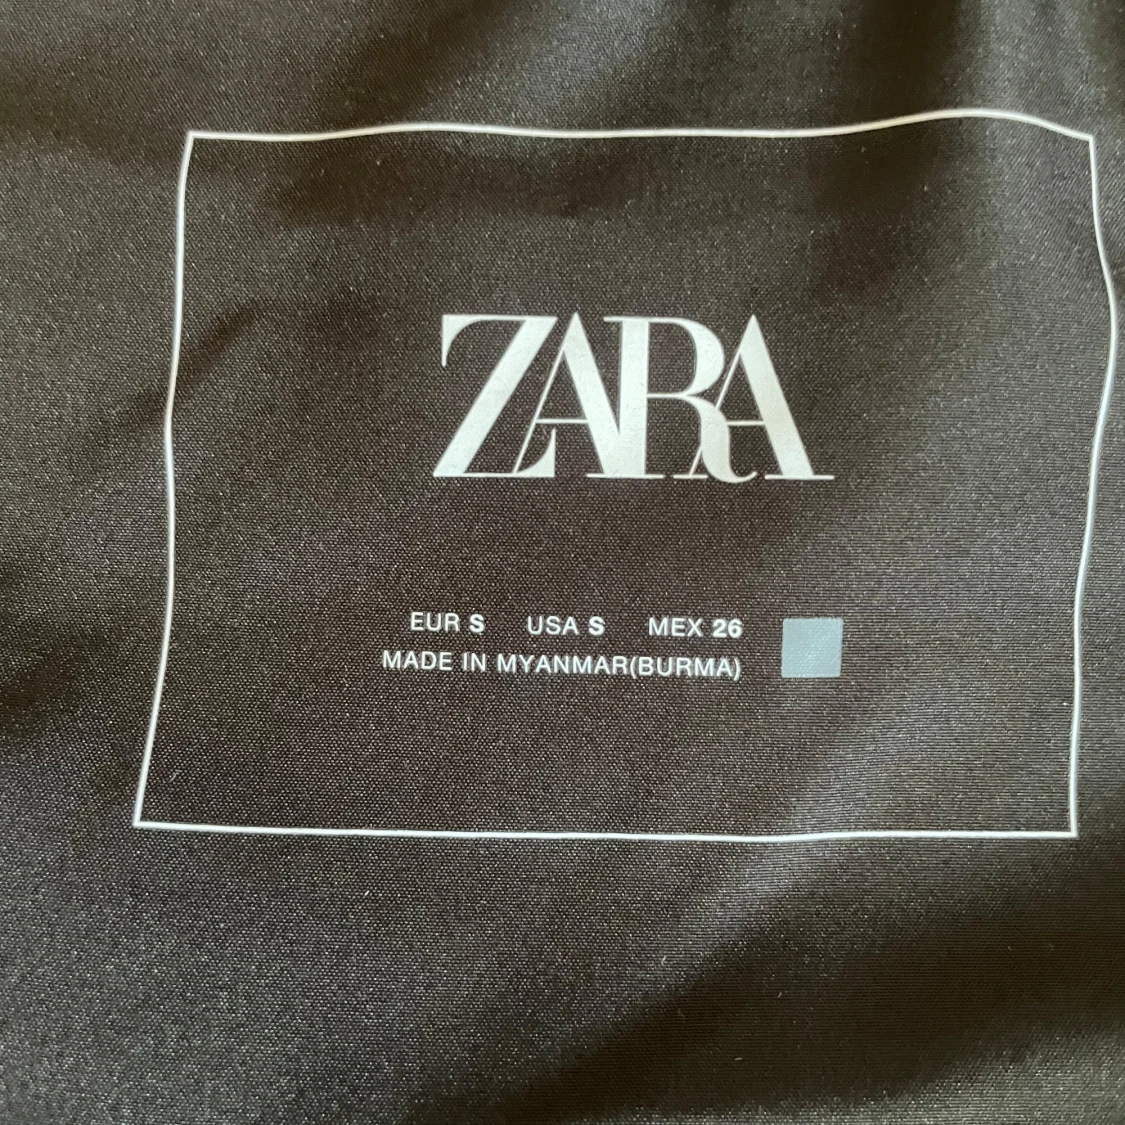 ZARA
EUR S USA S MEX 26
MADE IN MYANMAR(BURMA)